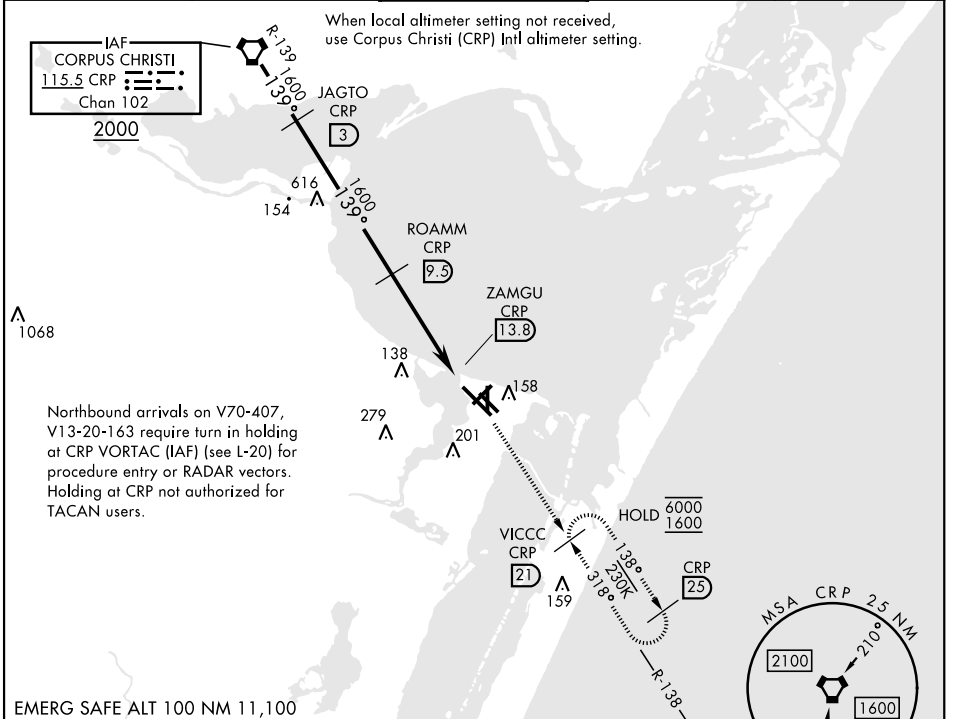 When local altimeter setting not received,
use Corpus Christi (CRP) Intl altimeter setting.
IAF
CORPUS CHRISTI
115.5 CRP
Chan 102
2000
R-139
1600
139°
JAGTO
CRP
3
616
154
1600
139°
ROAMM
CRP
9.5
ZAMGU
CRP
13.8
1068
138
158
279
201
Northbound arrivals on V70-407,
V13-20-163 require turn in holding
at CRP VORTAC (IAF) (see L-20) for
procedure entry or RADAR vectors.
Holding at CRP not authorized for
TACAN users.
HOLD 6000
1600
VICCC
CRP
21
138°
230K
318°
CRP
25
159
R-138
MSA CRP 25 NM
210°
2100
1600
EMERG SAFE ALT 100 NM 11,100